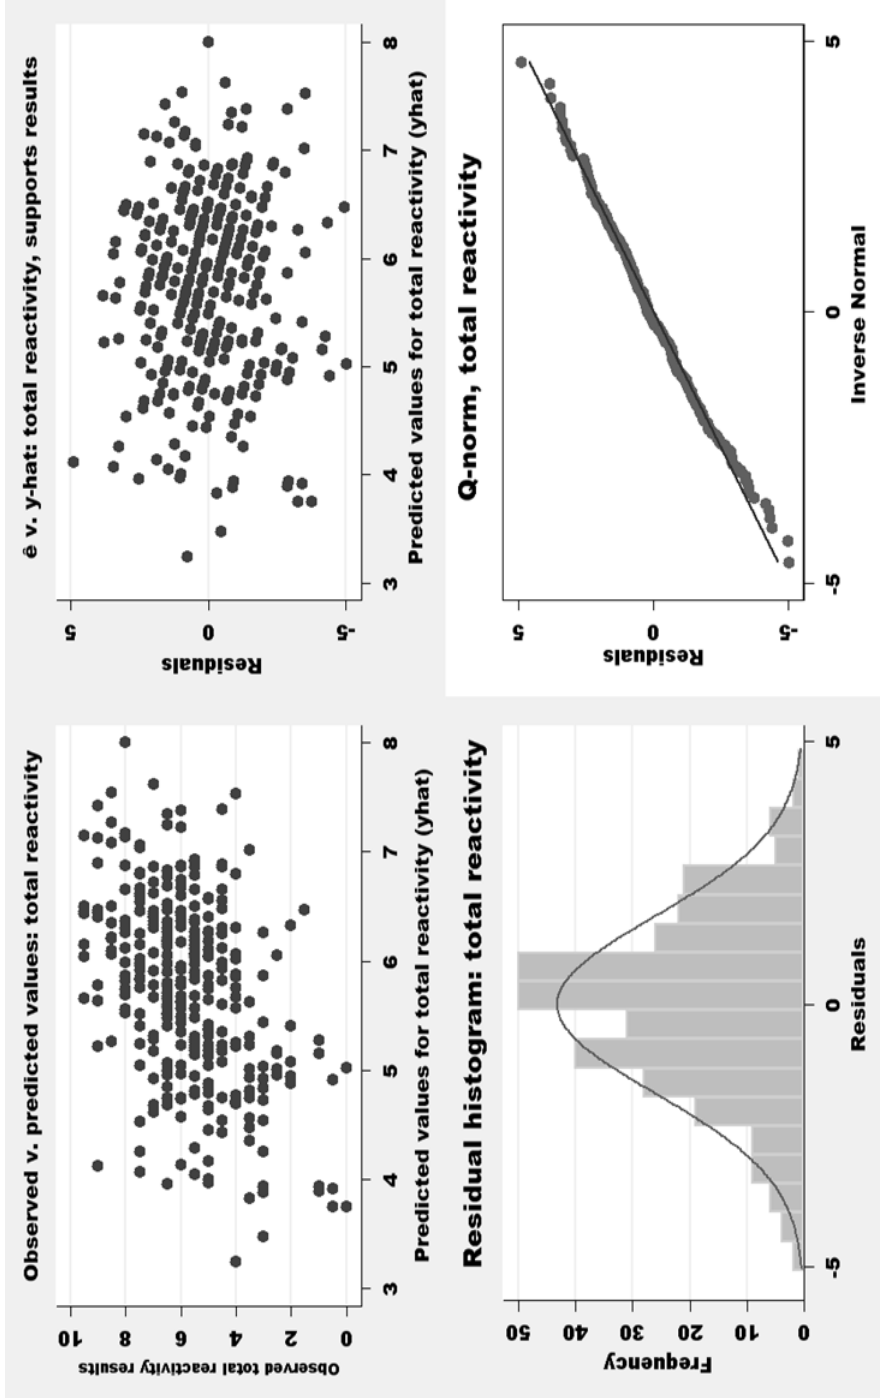 Observed v. predicted values: total reactivity
Observed total reactivity results
10
8
6
4
2
0
3 4 5 6 7 8
Predicted values for total reactivity (yhat)
ê v. y-hat: total reactivity, supports results
Residuals
5
0
-5
3 4 5 6 7 8
Predicted values for total reactivity (yhat)
Residual histogram: total reactivity
Frequency
50
40
30
20
10
0
-5 0 5
Residuals
Q-norm, total reactivity
Residuals
5
0
-5
-5 0 5
Inverse Normal